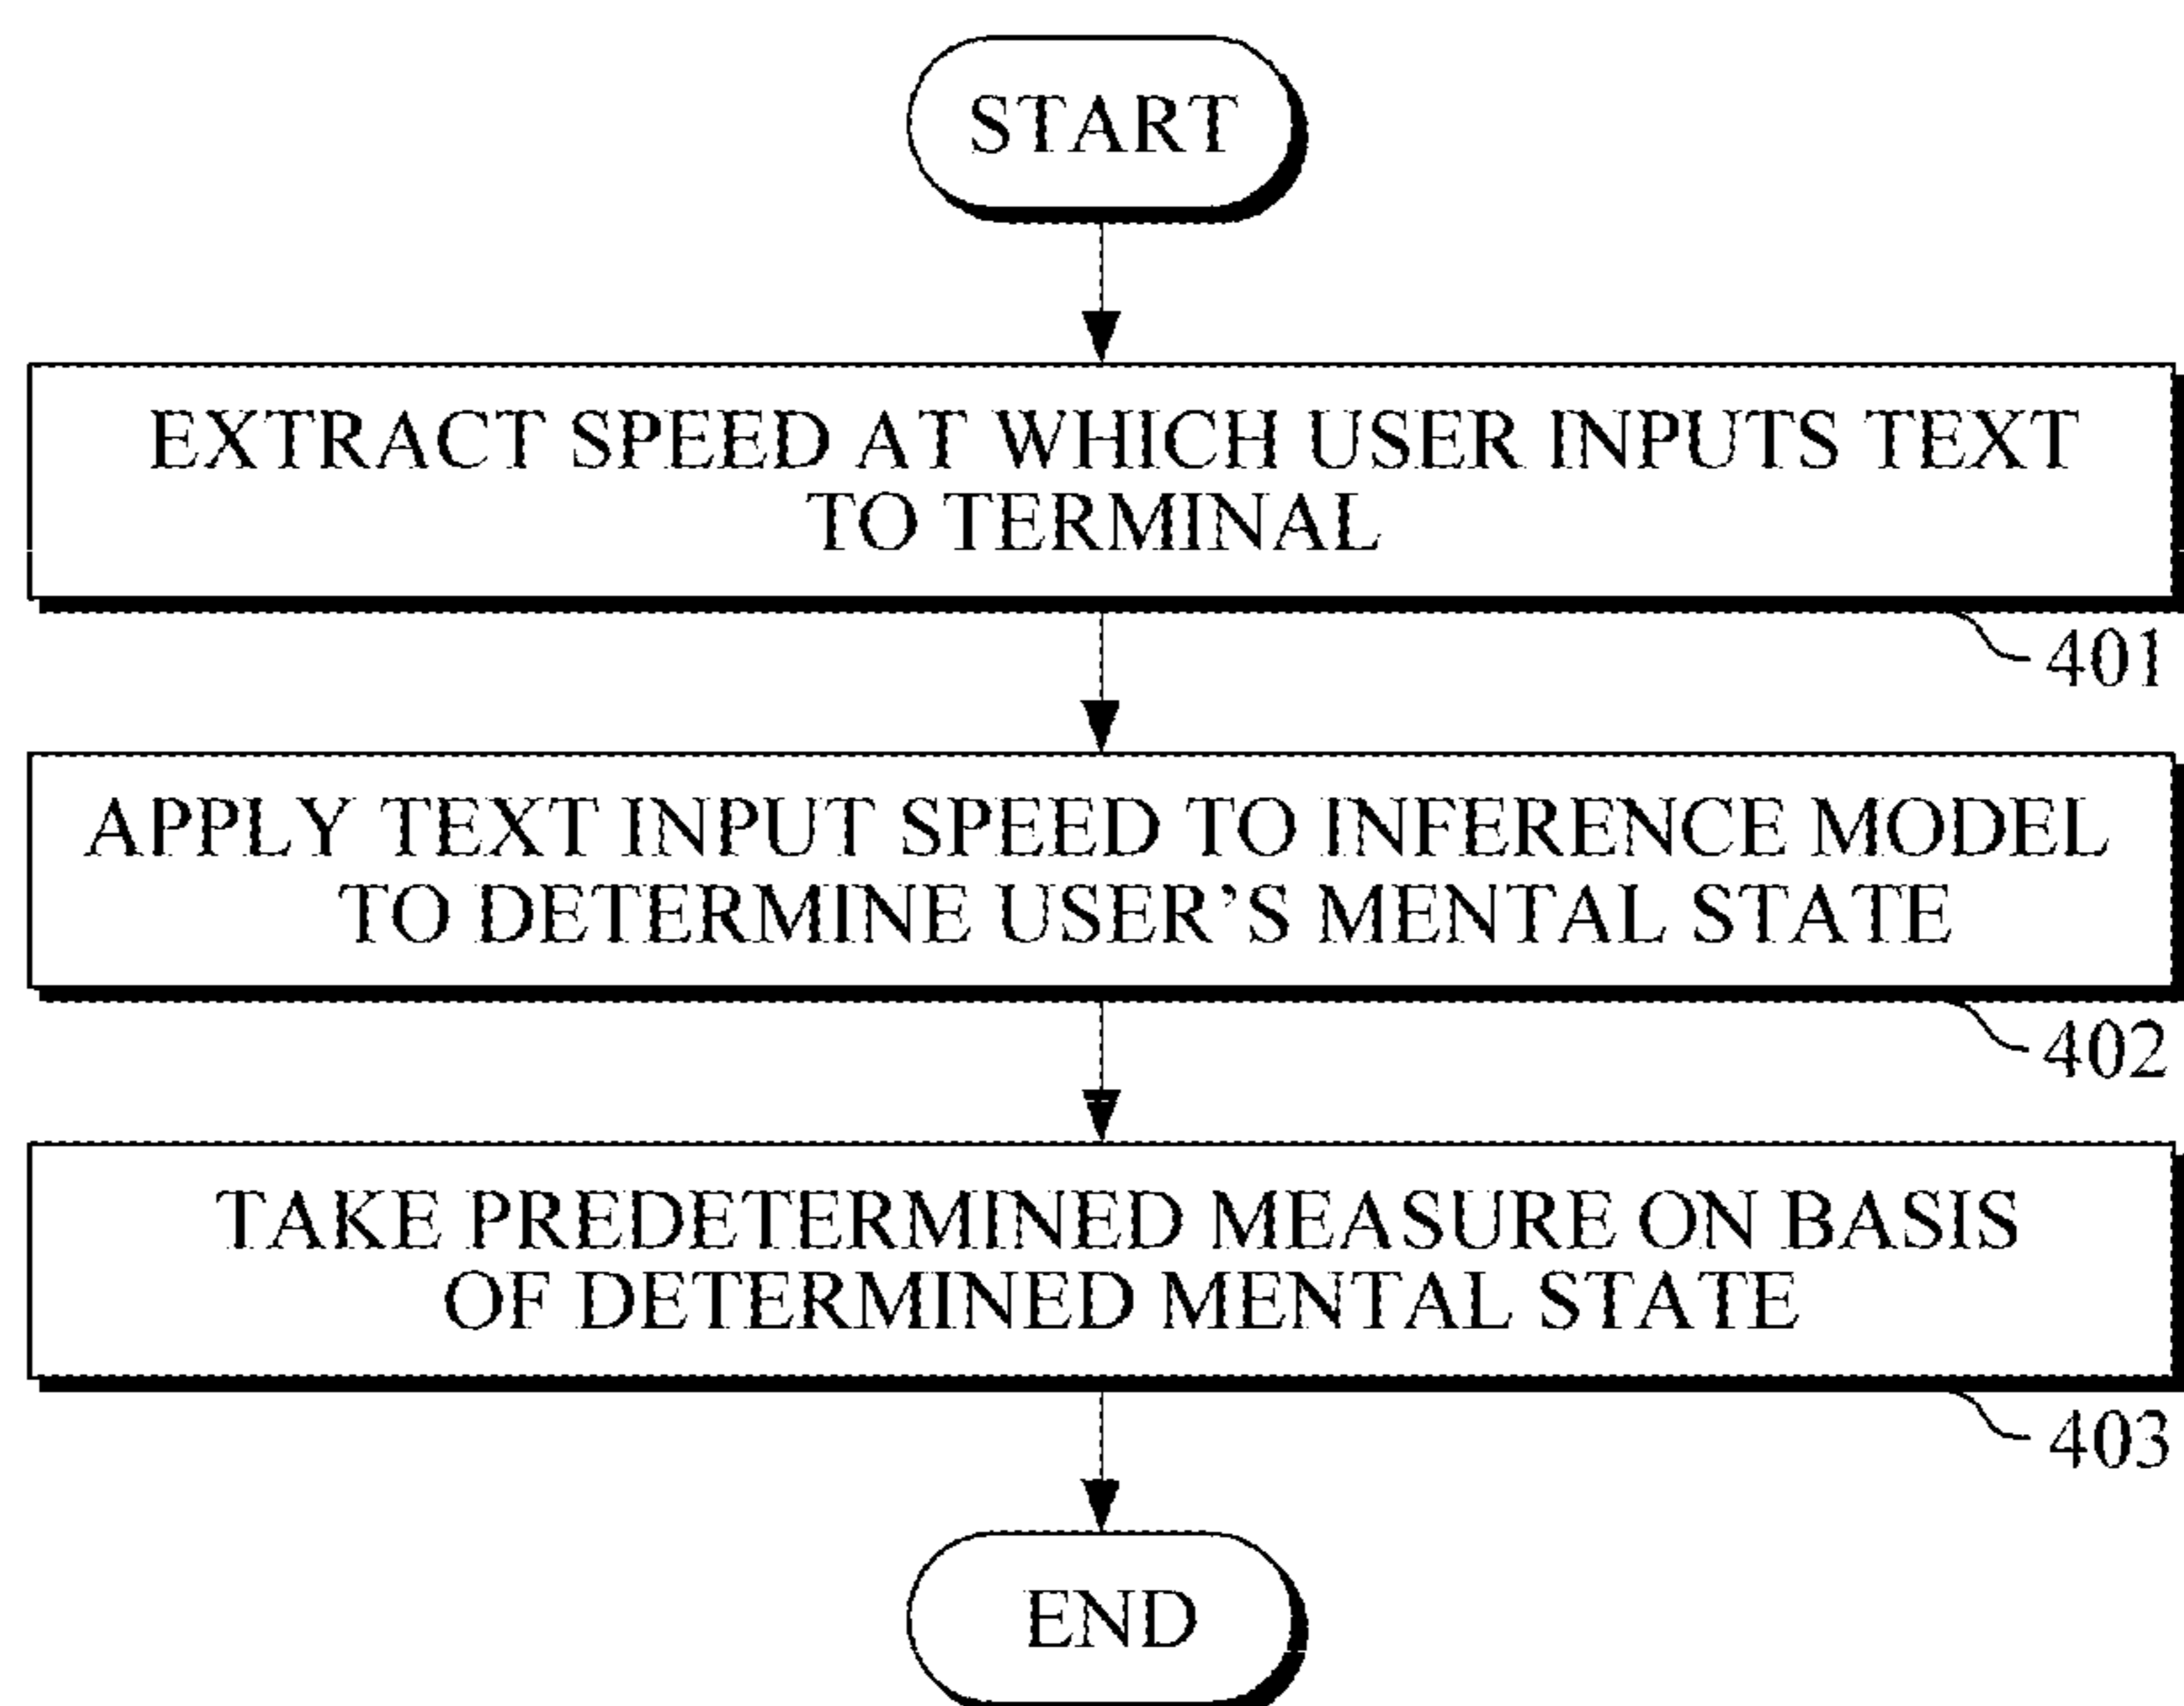 START
EXTRACT SPEED AT WHICH USER INPUTS TEXT
TO TERMINAL
401
APPLY TEXT INPUT SPEED TO INFERENCE MODEL
TO DETERMINE USER’S MENTAL STATE
402
TAKE PREDETERMINED MEASURE ON BASIS
OF DETERMINED MENTAL STATE
403
END